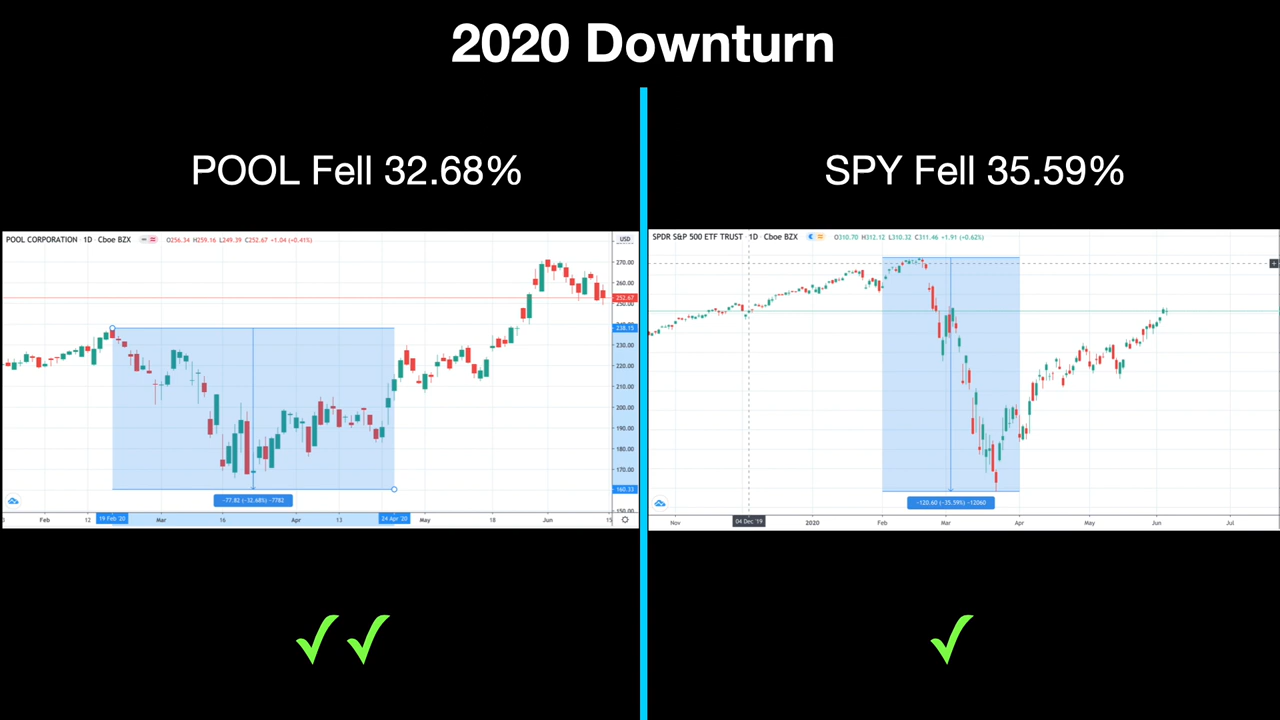 2020 Downturn
POOL Fell 32.68%
SPY Fell 35.59%
POOL CORPORATION · 1D · Cboe BZX O256.34 H259.16 L249.39 C252.67 +1.04 (+0.41%)
USD
270.00
260.00
252.67
250.00
238.15
230.00
220.00
210.00
200.00
190.00
180.00
170.00
160.33
150.00
-77.82 (-32.68%) -7782
Feb 12 19 Feb '20 Mar 16 Apr 13 24 Apr '20 May 18 Jun 15
SPDR S&P 500 ETF TRUST · 1D · Cboe BZX O310.70 H312.12 L310.32 C311.46 +1.91 (+0.62%)
-120.60 (-35.59%) -12060
Nov 04 Dec '19 2020 Feb Mar Apr May Jun Jul